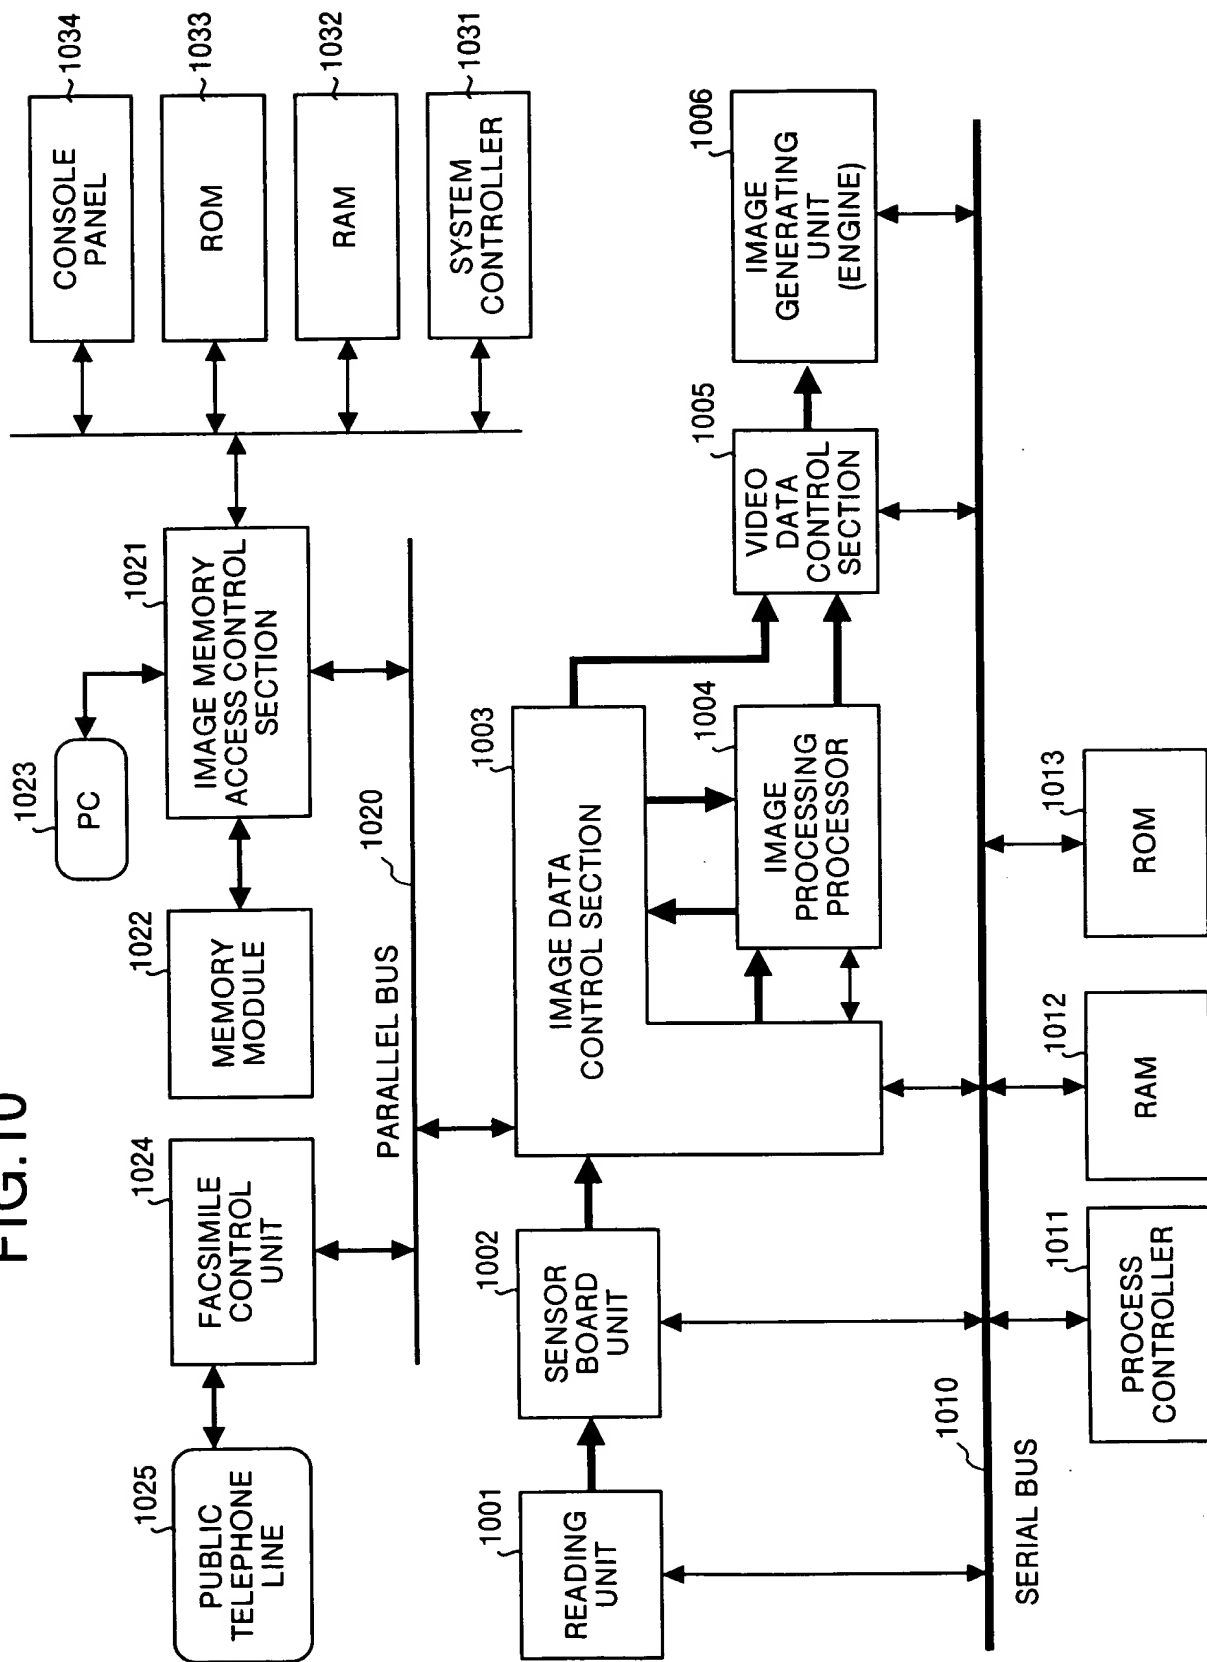 FIG.10
1025
PUBLIC
TELEPHONE
LINE
1024
FACSIMILE
CONTROL
UNIT
1022
MEMORY
MODULE
1023
PC
1021
IMAGE MEMORY
ACCESS CONTROL
SECTION
1034
CONSOLE
PANEL
1033
ROM
1032
RAM
1031
SYSTEM
CONTROLLER
PARALLEL BUS
1020
1001
READING
UNIT
1002
SENSOR
BOARD
UNIT
1003
IMAGE DATA
CONTROL SECTION
1004
IMAGE
PROCESSING
PROCESSOR
1005
VIDEO
DATA
CONTROL
SECTION
1006
IMAGE
GENERATING
UNIT
(ENGINE)
1010
SERIAL BUS
1011
PROCESS
CONTROLLER
1012
RAM
1013
ROM